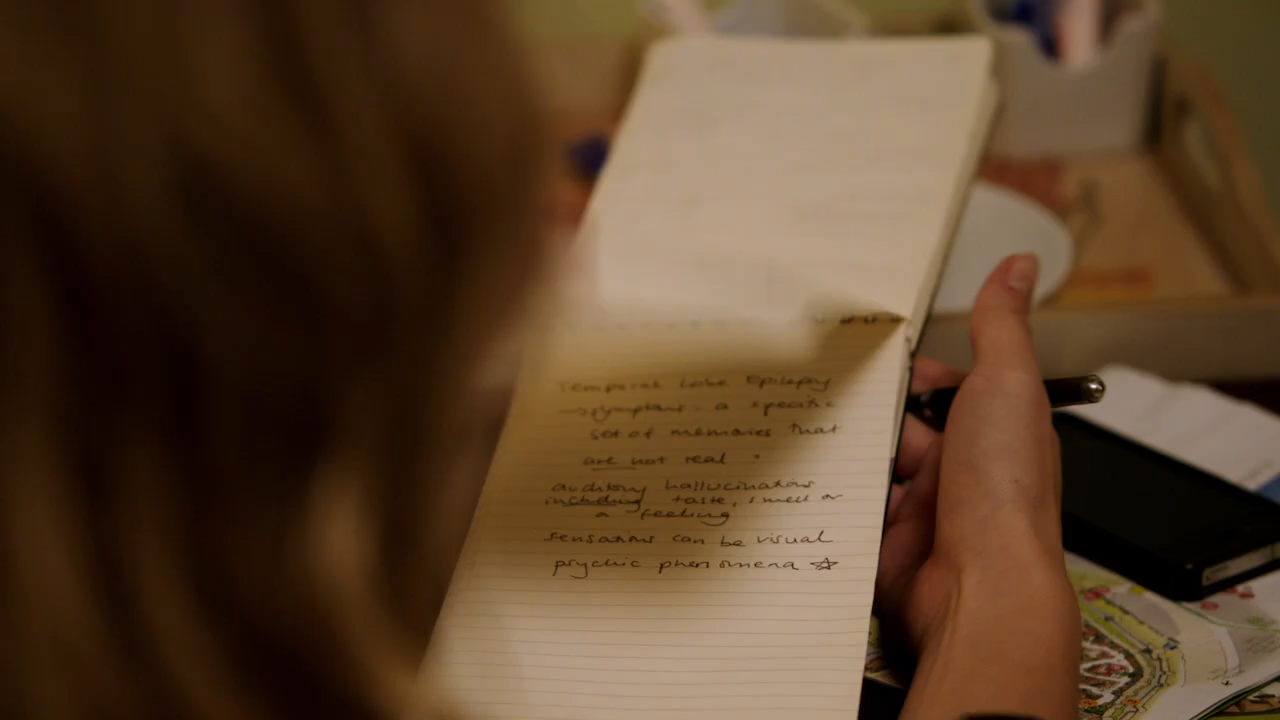 Temporal Lobe Epilepsy
→ symptoms - a specific
set of memories that
are not real
auditory hallucinations
including taste, smell or
a feeling
sensations can be visual
psychic phenomena ☆